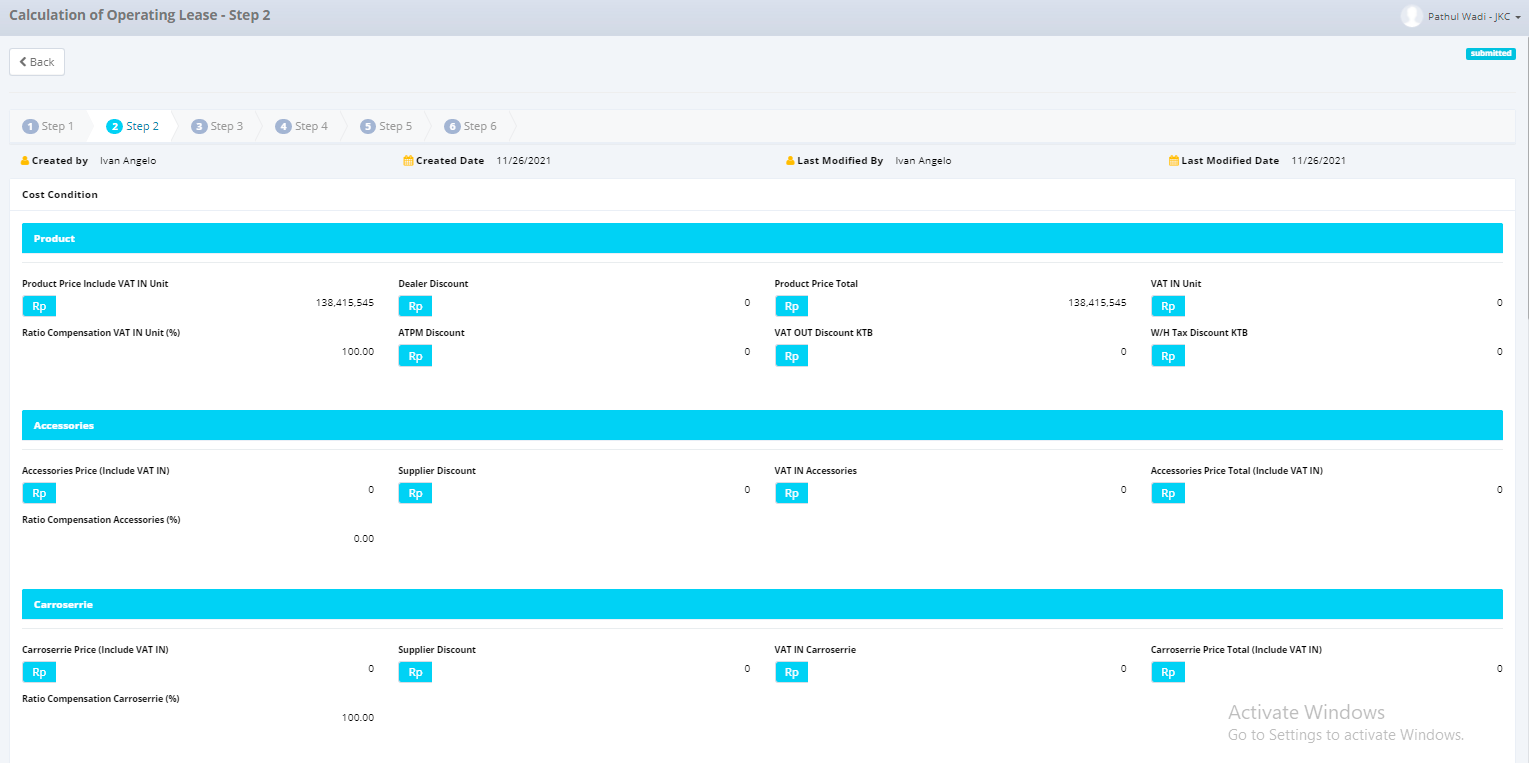 Calculation of Operating Lease - Step 2
Pathul Wadi - JKC
Back
submitted
1 Step 1 2 Step 2 3 Step 3 4 Step 4 5 Step 5 6 Step 6
Created by Ivan Angelo Created Date 11/26/2021 Last Modified By Ivan Angelo Last Modified Date 11/26/2021
Cost Condition
Product
Product Price Include VAT IN Unit Dealer Discount Product Price Total VAT IN Unit
Rp 138,415,545 Rp 0 Rp 138,415,545 Rp 0
Ratio Compensation VAT IN Unit (%) ATPM Discount VAT OUT Discount KTB W/H Tax Discount KTB
100.00 Rp 0 Rp 0 Rp 0
Accessories
Accessories Price (Include VAT IN) Supplier Discount VAT IN Accessories Accessories Price Total (Include VAT IN)
Rp 0 Rp 0 Rp 0 Rp 0
Ratio Compensation Accessories (%)
0.00
Carroserrie
Carroserrie Price (Include VAT IN) Supplier Discount VAT IN Carroserrie Carroserrie Price Total (Include VAT IN)
Rp 0 Rp 0 Rp 0 Rp 0
Ratio Compensation Carroserrie (%)
100.00
Activate Windows
Go to Settings to activate Windows.